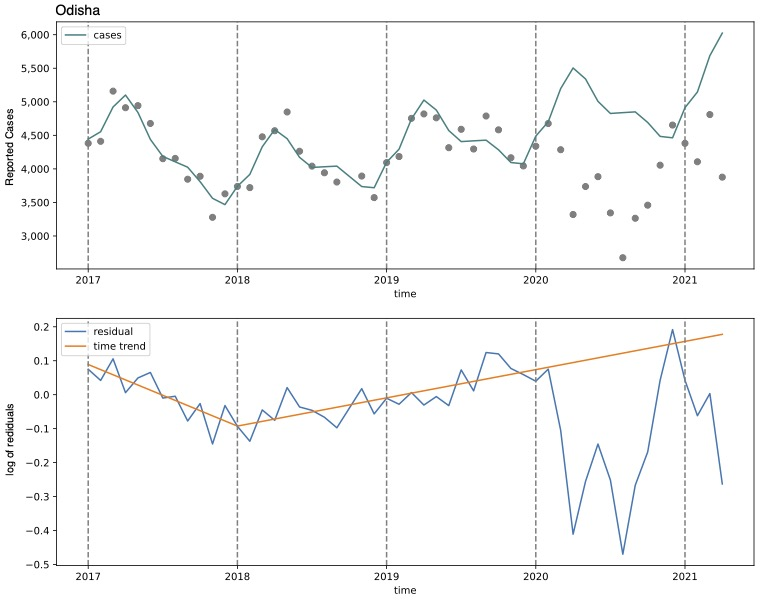 Odisha
cases
6,000
5,500
5,000
4,500
4,000
3,500
3,000
Reported Cases
2017 2018 2019 2020 2021
time
residual
time trend
0.2
0.1
0.0
−0.1
−0.2
−0.3
−0.4
−0.5
log of rediduals
2017 2018 2019 2020 2021
time